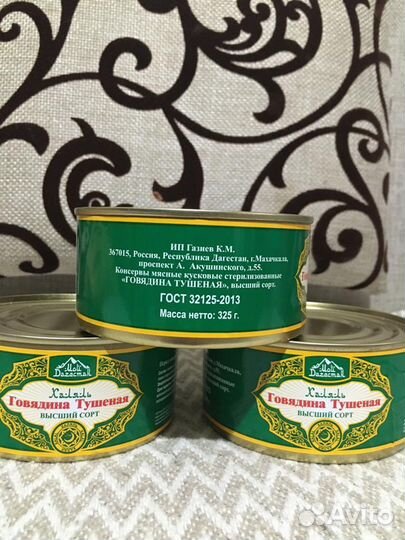 ИП Газиев К.М.
367015, Россия, Республика Дагестан, г.Махачкала,
проспект А. Акушинского, д.55.
Консервы мясные кусковые стерилизованные
«ГОВЯДИНА ТУШЕНАЯ», высший сорт.
ГОСТ 32125-2013
Масса нетто: 325 г.
Мой
Дагестан
Халяль
Говядина Тушеная
ВЫСШИЙ СОРТ
Мой
Дагестан
Халяль
Говядина Тушеная
ВЫСШИЙ СОРТ
Avito